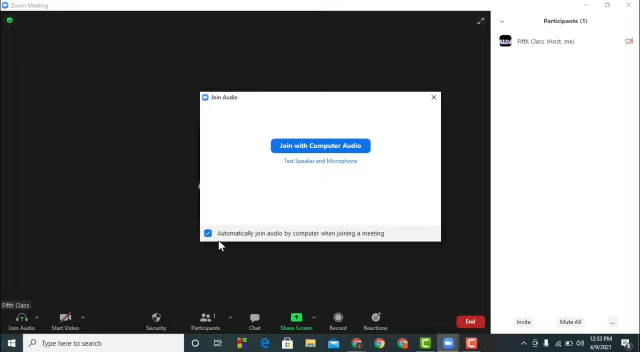 Zoom Meeting
Participants (1)
Fifth Class (Host, me)
Join Audio
Join with Computer Audio
Test Speaker and Microphone
Automatically join audio by computer when joining a meeting
Fifth Class
Join Audio
Start Video
Security
Participants
1
Chat
Share Screen
Record
Reactions
End
Invite
Mute All
...
Type here to search
12:33 PM
4/9/2021